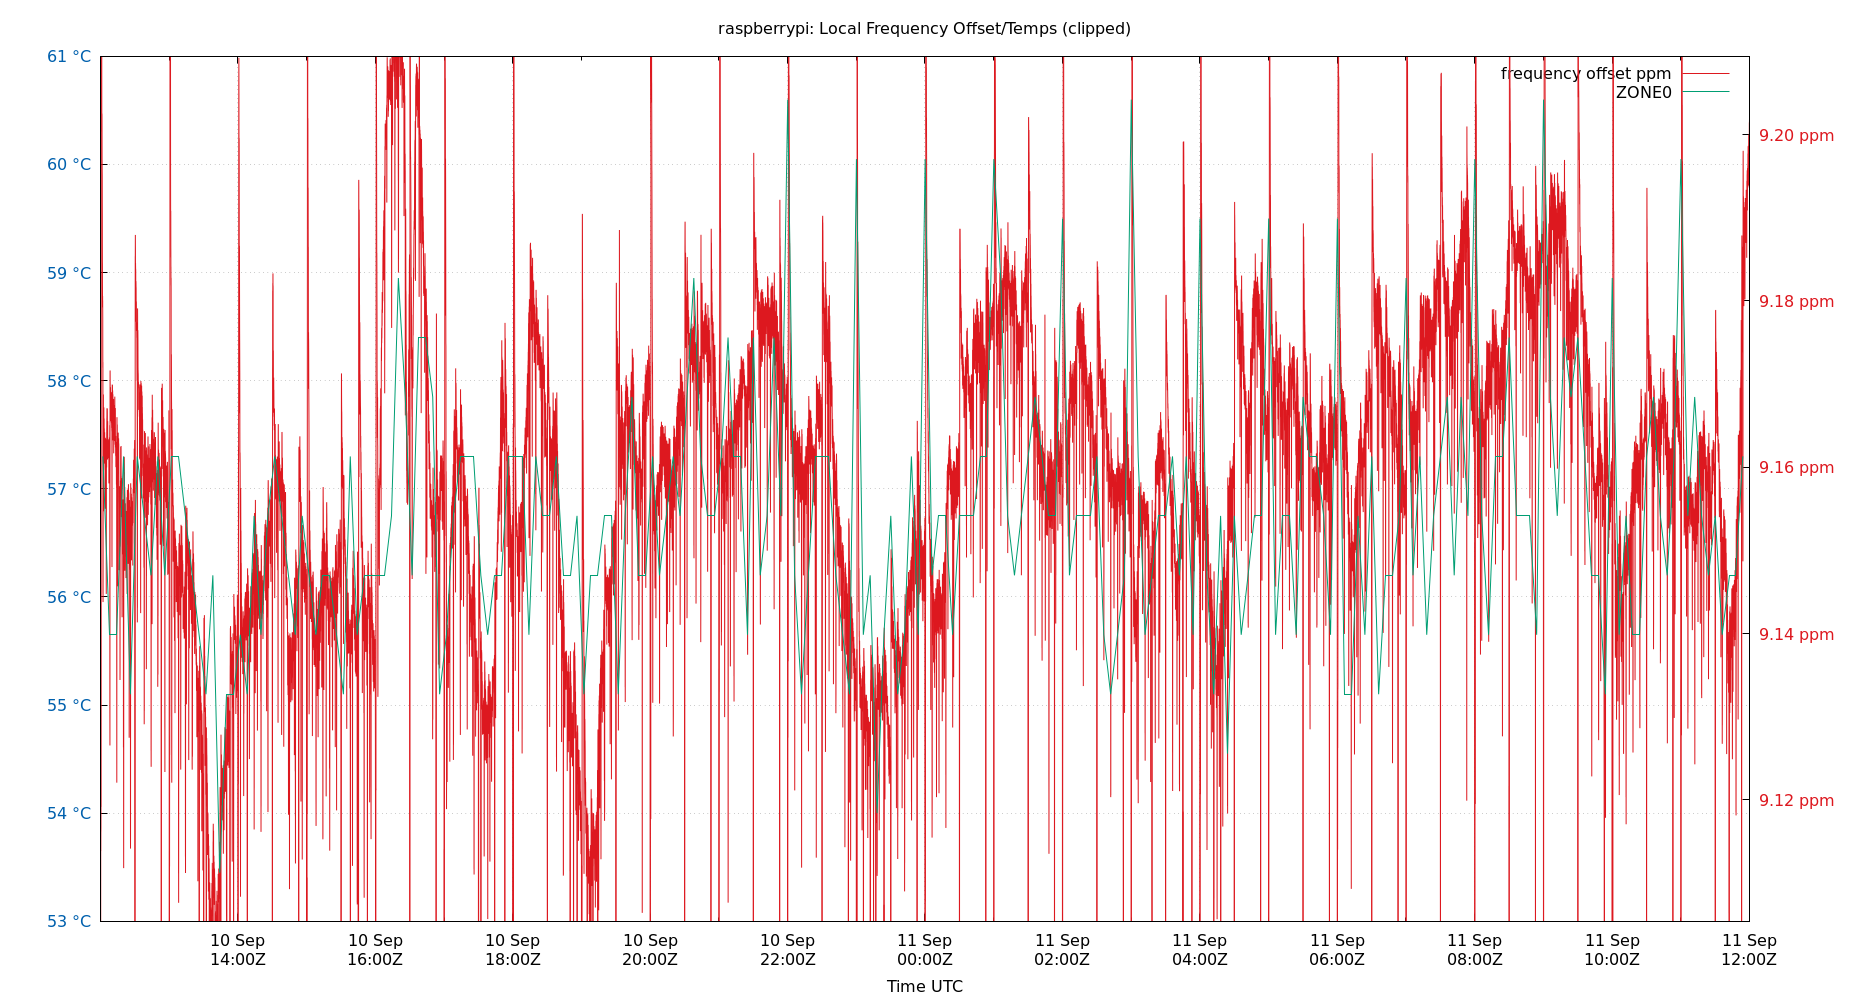 raspberrypi: Local Frequency Offset/Temps (clipped)
61 °C
60 °C
59 °C
58 °C
57 °C
56 °C
55 °C
54 °C
53 °C
frequency offset ppm
ZONE0
9.20 ppm
9.18 ppm
9.16 ppm
9.14 ppm
9.12 ppm
10 Sep 10 Sep 10 Sep 10 Sep 10 Sep 11 Sep 11 Sep 11 Sep 11 Sep 11 Sep 11 Sep 11 Sep
14:00Z 16:00Z 18:00Z 20:00Z 22:00Z 00:00Z 02:00Z 04:00Z 06:00Z 08:00Z 10:00Z 12:00Z
Time UTC